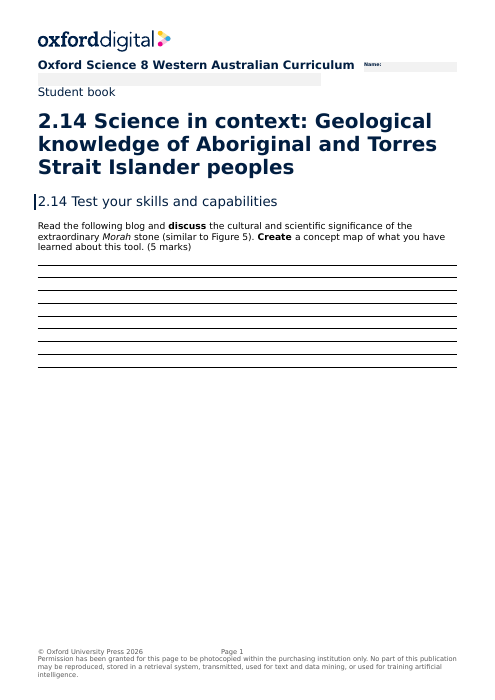 oxforddigital
Oxford Science 8 Western Australian Curriculum Name:
Student book
2.14 Science in context: Geological
knowledge of Aboriginal and Torres
Strait Islander peoples
2.14 Test your skills and capabilities
Read the following blog and discuss the cultural and scientific significance of the
extraordinary Morah stone (similar to Figure 5). Create a concept map of what you have
learned about this tool. (5 marks)
© Oxford University Press 2026 Page 1
Permission has been granted for this page to be photocopied within the purchasing institution only. No part of this publication
may be reproduced, stored in a retrieval system, transmitted, used for text and data mining, or used for training artificial
intelligence.